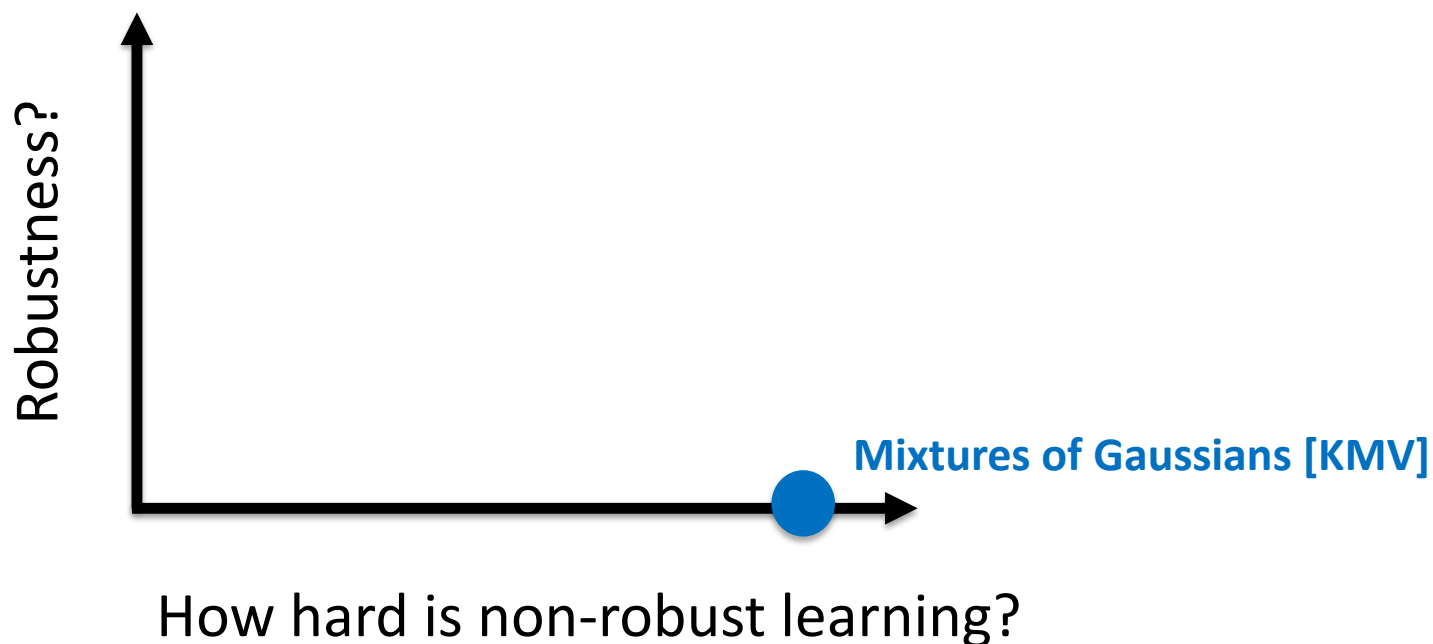 Robustness?
Mixtures of Gaussians [KMV]
How hard is non-robust learning?